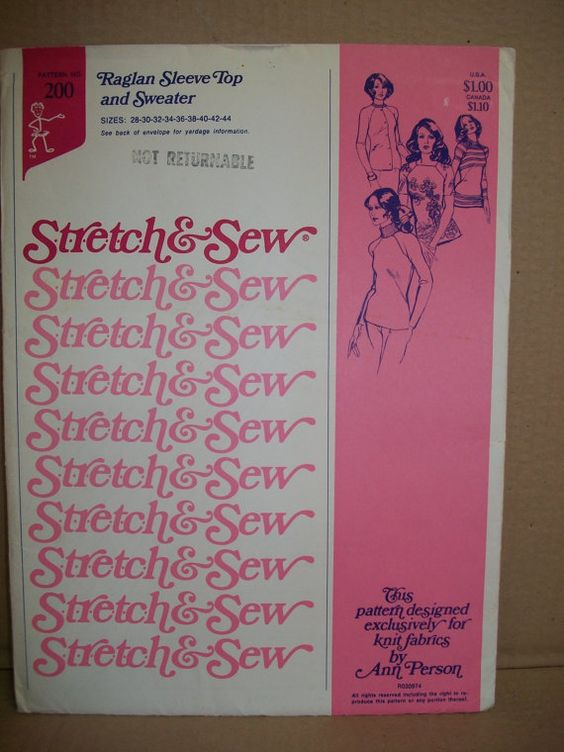 PATTERN NO.
200
Raglan Sleeve Top
and Sweater
SIZES: 28-30-32-34-36-38-40-42-44
See back of envelope for yardage information.
NOT RETURNABLE
U.S.A.
$1.00
CANADA
$1.10
TM
Stretch & Sew®
Stretch & Sew
Stretch & Sew
Stretch & Sew
Stretch & Sew
Stretch & Sew
Stretch & Sew
Stretch & Sew
Stretch & Sew
Stretch & Sew
This
pattern designed
exclusively for
knit fabrics
by
Ann Person
R030974
All rights reserved including the right to re-
produce this pattern or any portion thereof.